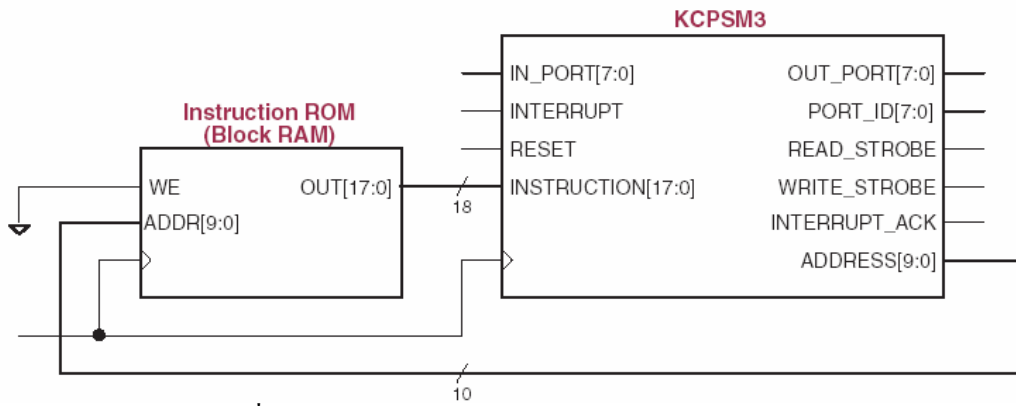 KCPSM3
IN_PORT[7:0]
OUT_PORT[7:0]
INTERRUPT
PORT_ID[7:0]
RESET
READ_STROBE
INSTRUCTION[17:0]
WRITE_STROBE
INTERRUPT_ACK
ADDRESS[9:0]
Instruction ROM
(Block RAM)
WE
OUT[17:0]
ADDR[9:0]
18
10